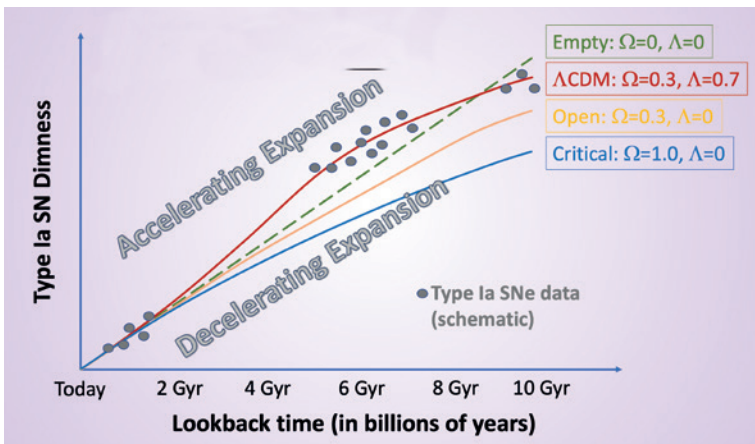 Type Ia SN Dimness
Accelerating Expansion
Decelerating Expansion
Empty: Ω=0, Λ=0
ΛCDM: Ω=0.3, Λ=0.7
Open: Ω=0.3, Λ=0
Critical: Ω=1.0, Λ=0
Type Ia SNe data
(schematic)
Today 2 Gyr 4 Gyr 6 Gyr 8 Gyr 10 Gyr
Lookback time (in billions of years)